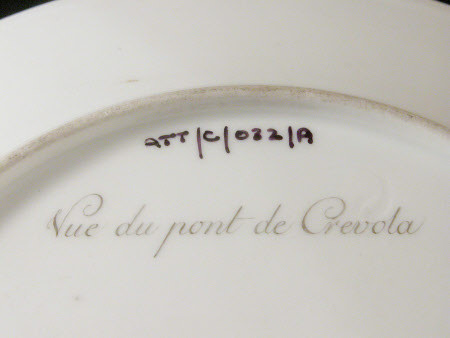 ATT/C/032/A
Vue du pont de Crevola